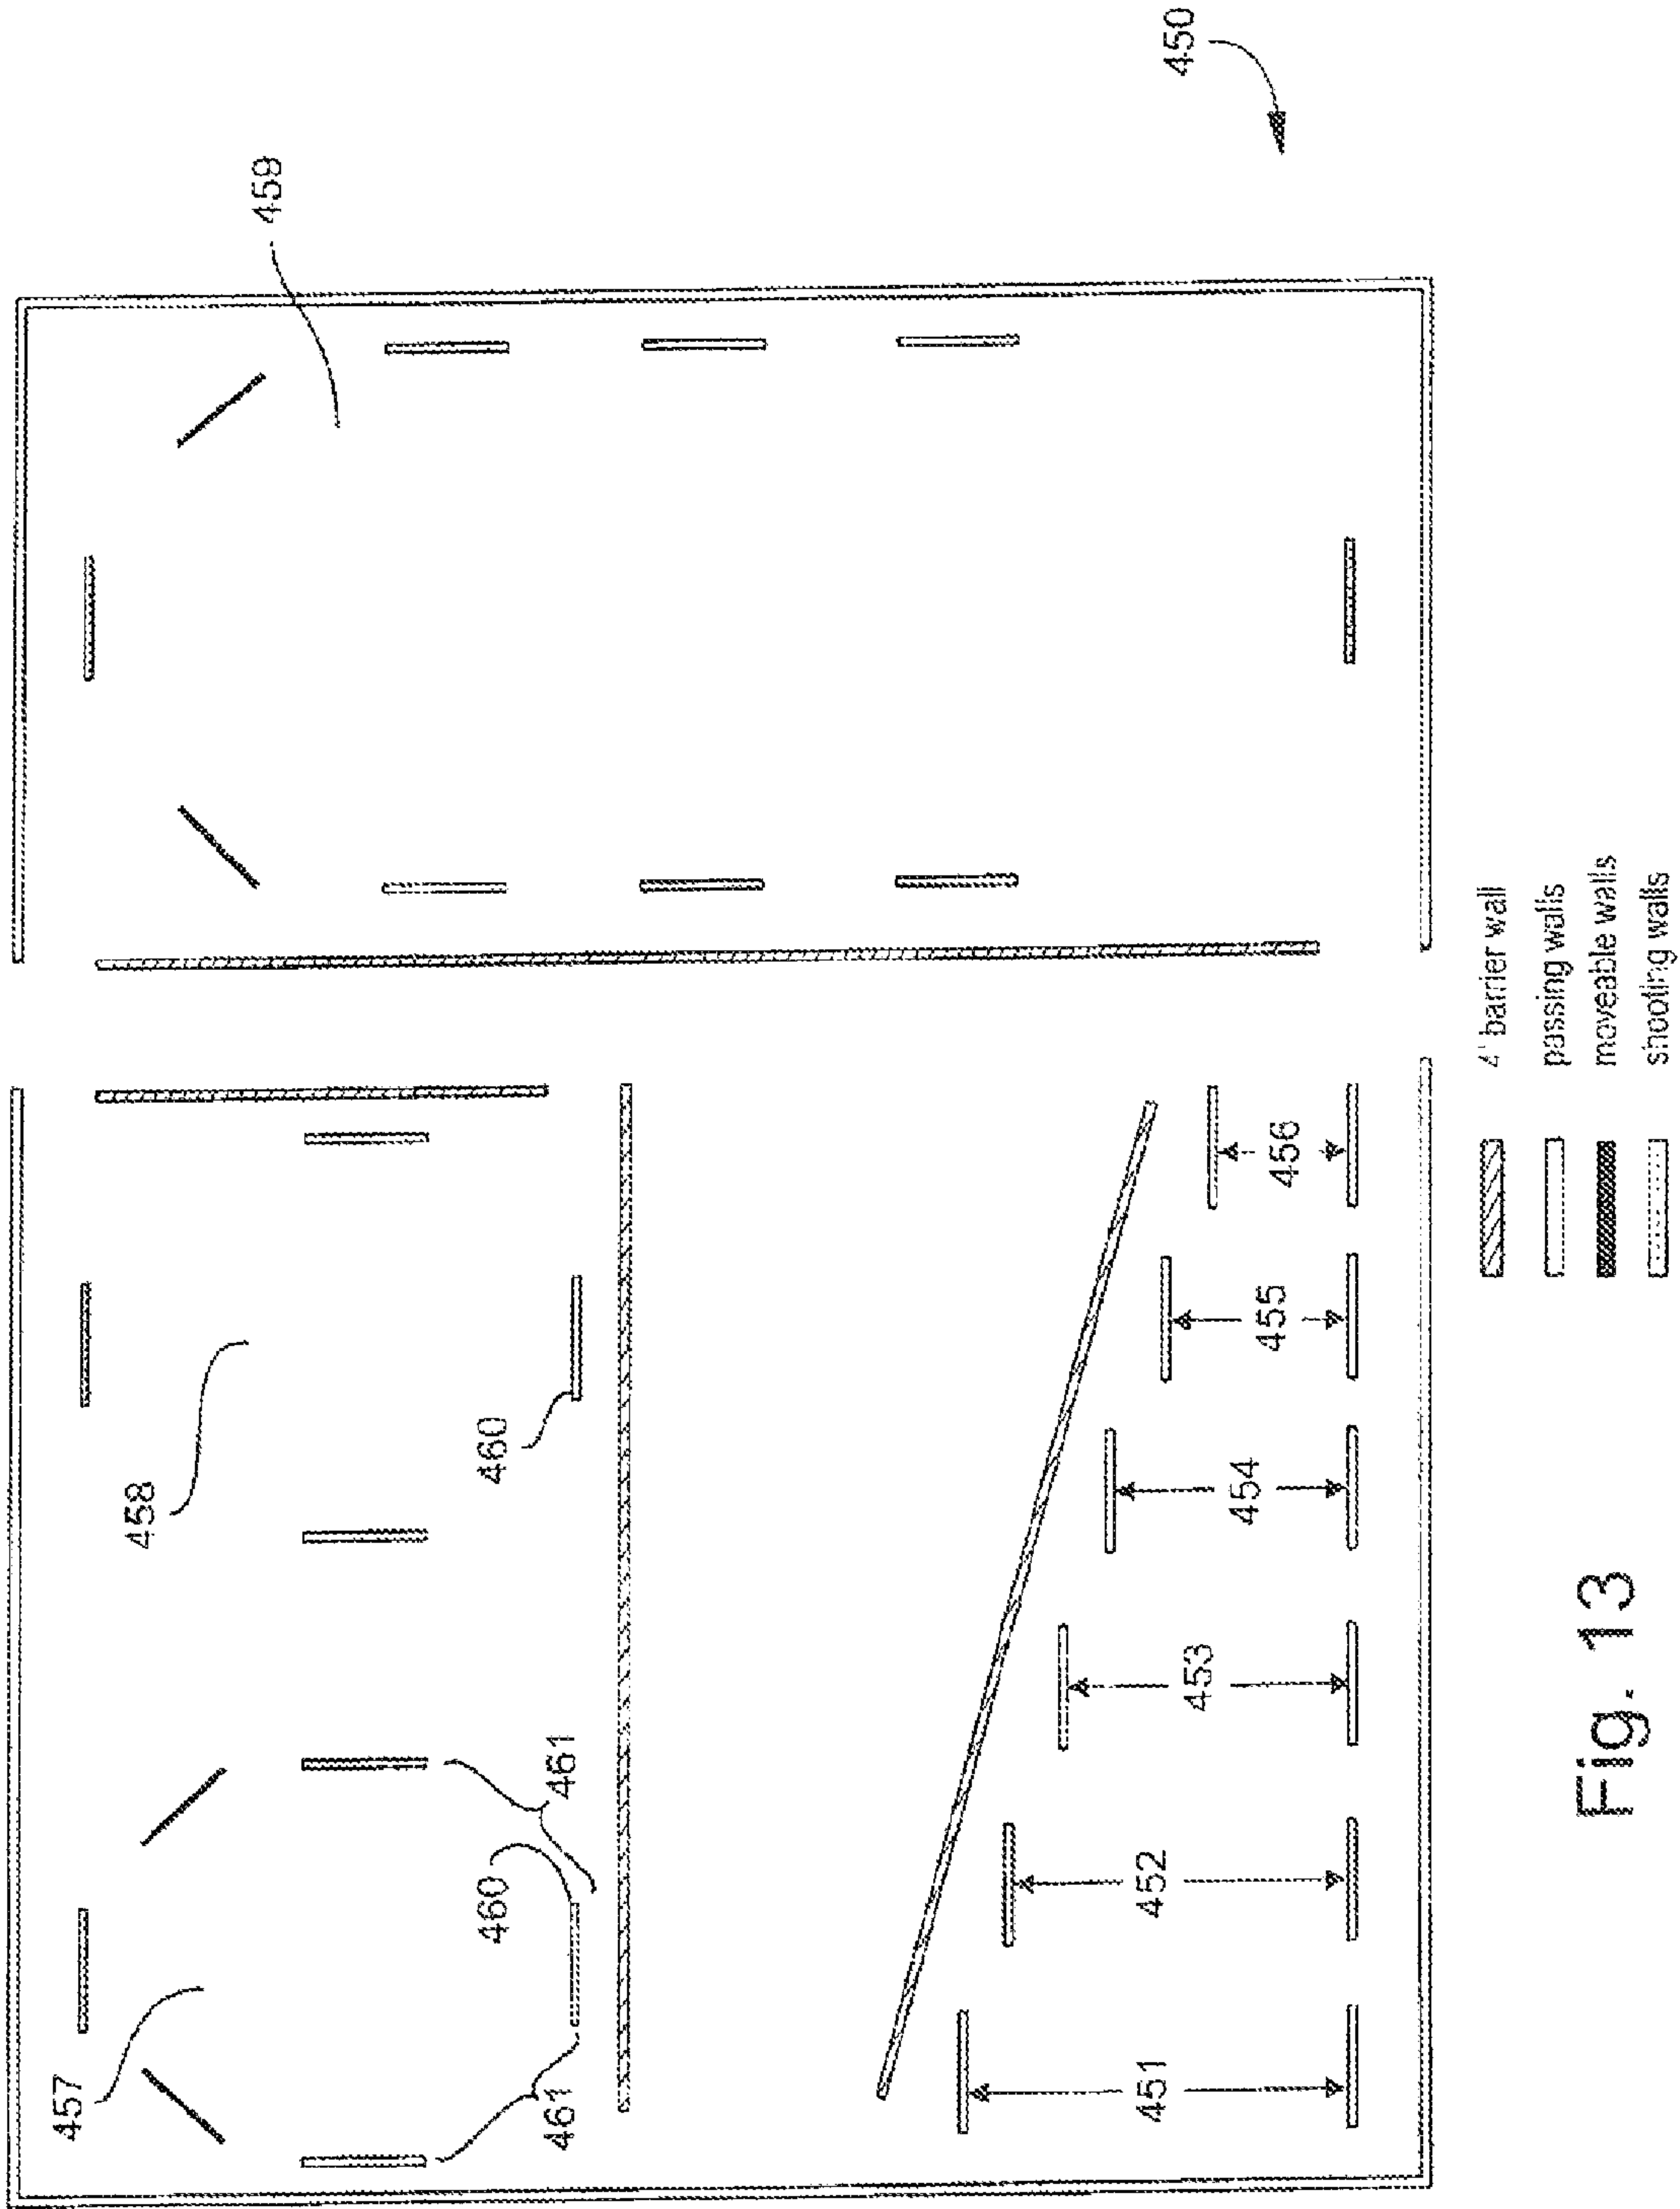 457
458
459
460
460
461
461
450
451
452
453
454
455
456
4' barrier wall
passing walls
moveable walls
shooting walls
Fig. 13